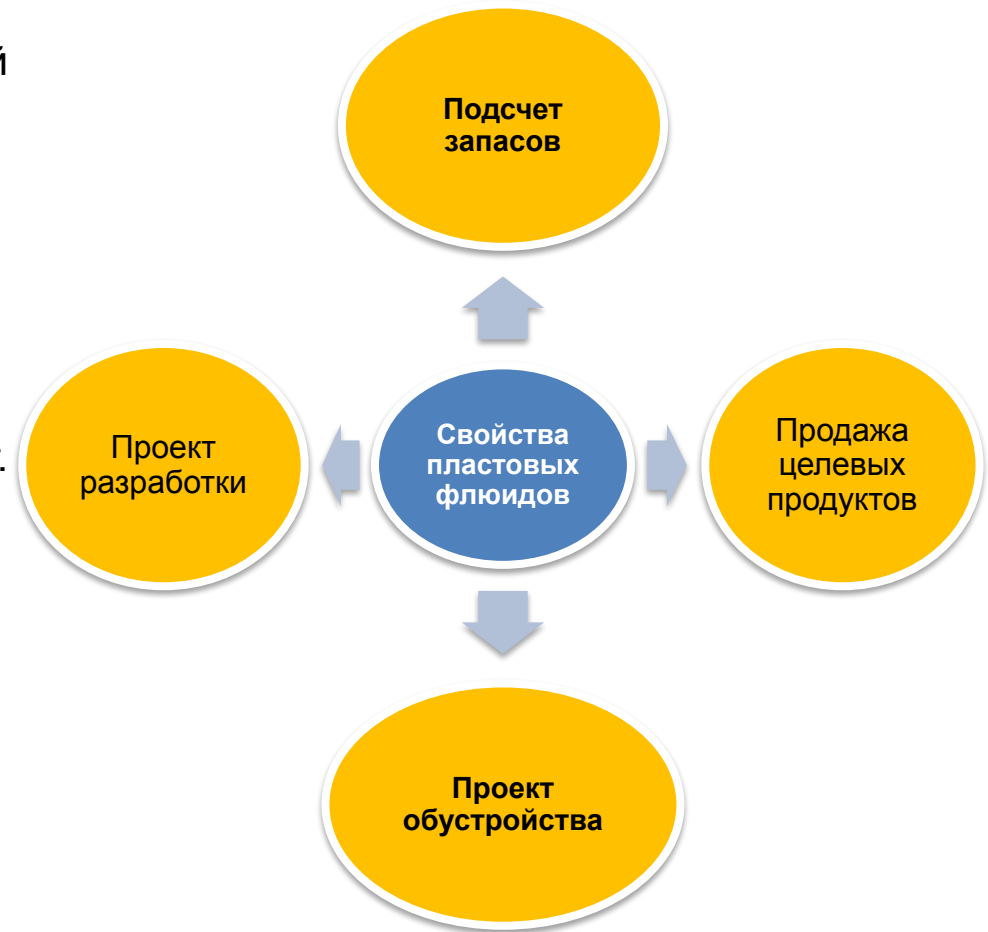 й
Подсчет
запасов
Проект
разработки
Свойства
пластовых
флюидов
Продажа
целевых
продуктов
Проект
обустройства